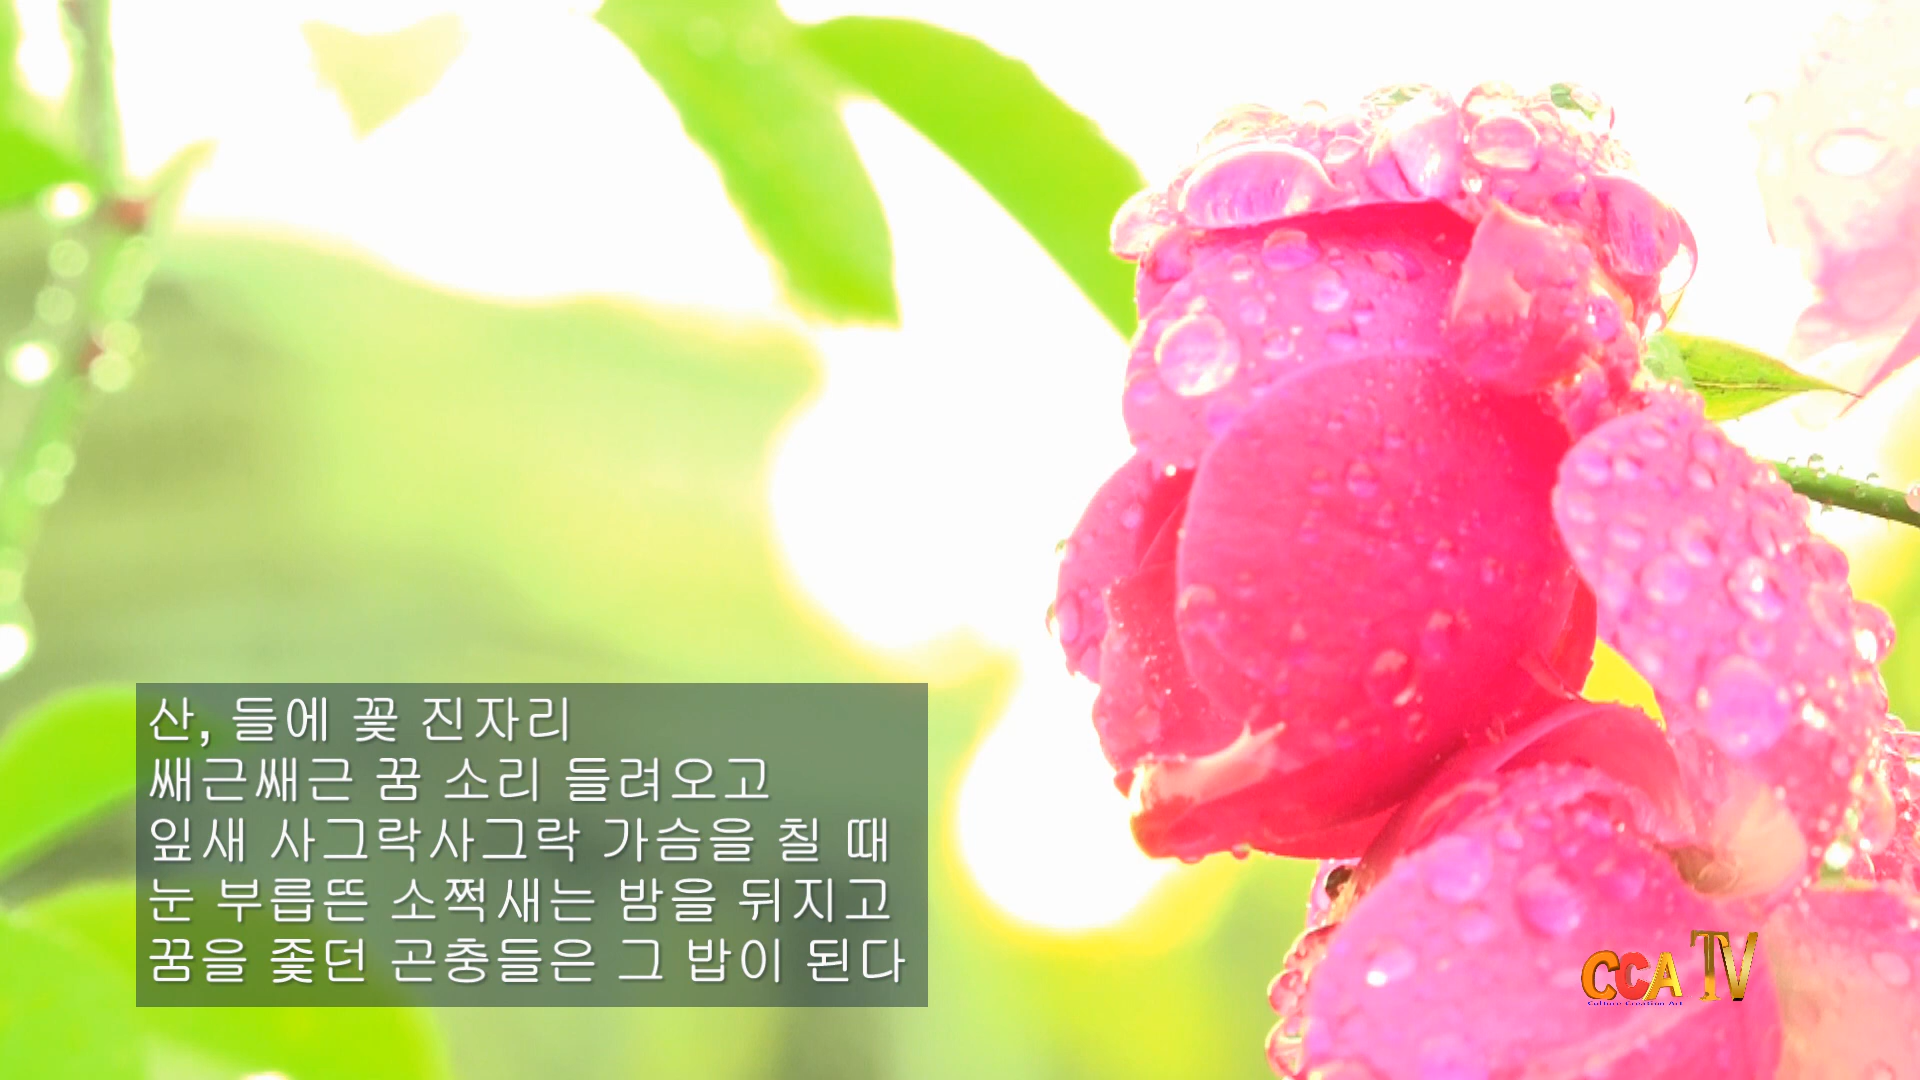 산, 들에 꽃 진자리
쌔근쌔근 꿈 소리 들려오고
잎새 사그락사그락 가슴을 칠 때
눈 부릅뜬 소쩍새는 밤을 뒤지고
꿈을 좇던 곤충들은 그 밥이 된다
CCA TV
Culture Creation Art